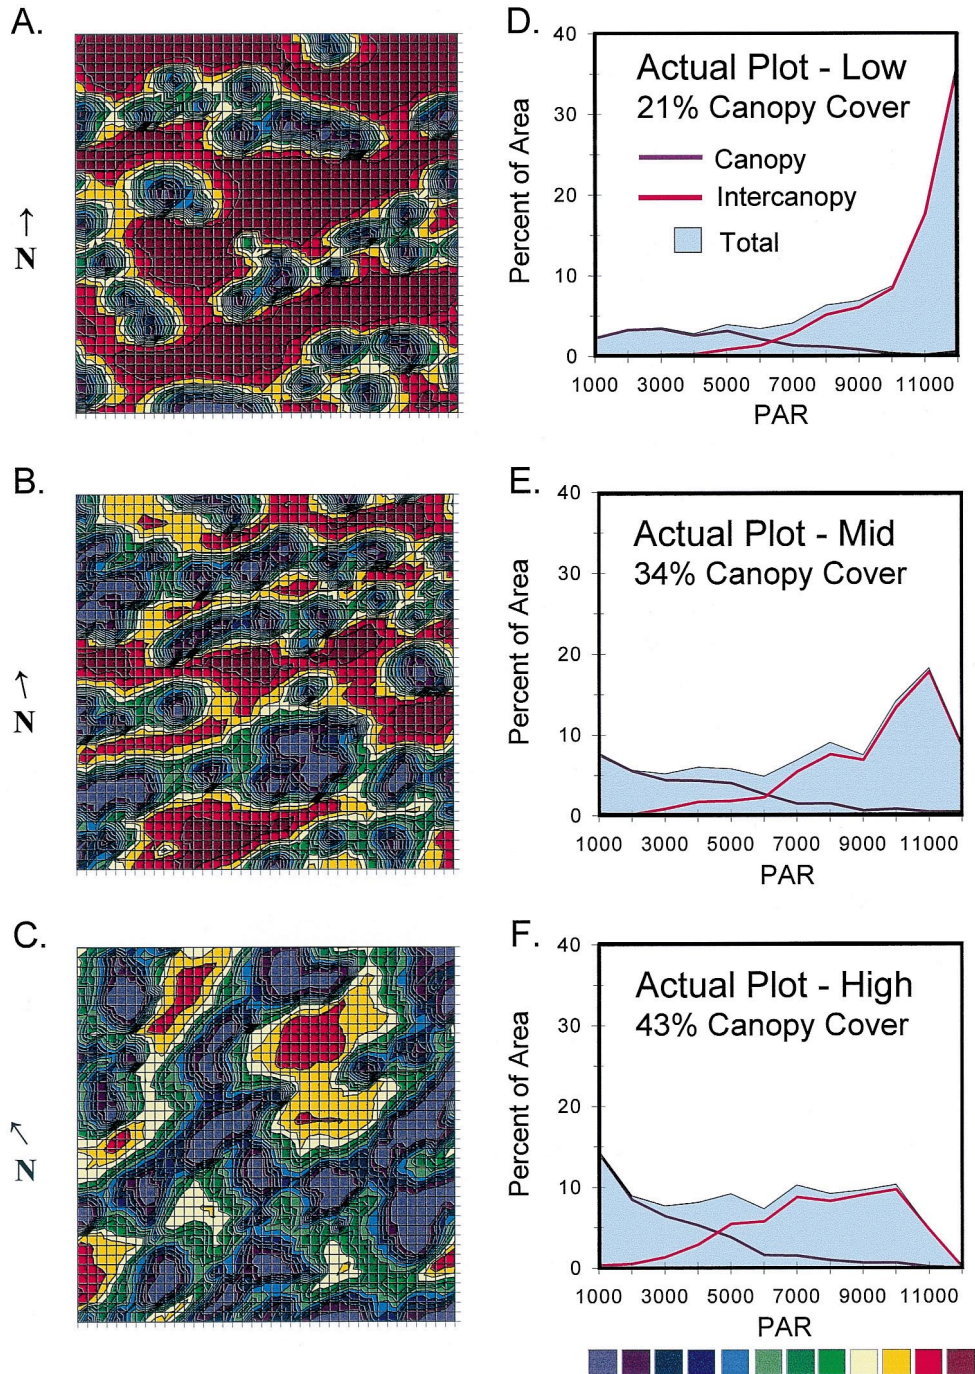 A.
↑
N
D.
40
30
20
10
0
Percent of Area
Actual Plot - Low
21% Canopy Cover
Canopy
Intercanopy
Total
1000 3000 5000 7000 9000 11000
PAR
B.
↑
N
E.
40
30
20
10
0
Percent of Area
Actual Plot - Mid
34% Canopy Cover
1000 3000 5000 7000 9000 11000
PAR
C.
↖
N
F.
40
30
20
10
0
Percent of Area
Actual Plot - High
43% Canopy Cover
1000 3000 5000 7000 9000 11000
PAR